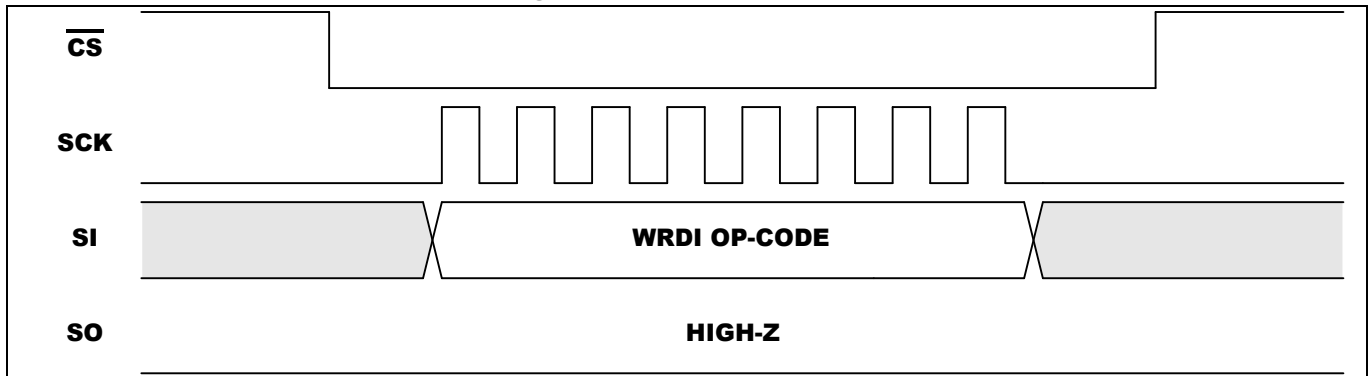 CS
SCK
SI
WRDI OP-CODE
SO
HIGH-Z